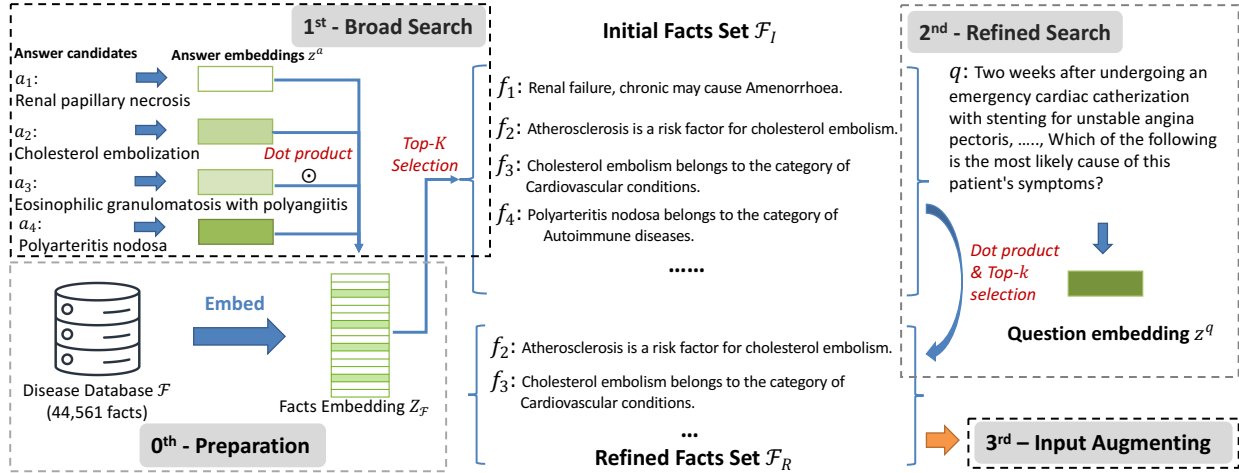 1st - Broad Search
Answer candidates
Answer embeddings z^a
a1:
Renal papillary necrosis
a2:
Cholesterol embolization
a3:
Eosinophilic granulomatosis with polyangiitis
a4:
Polyarteritis nodosa
Dot product
⊙
Top-K
Selection
Disease Database ℱ
(44,561 facts)
Embed
Facts Embedding Z_ℱ
0th - Preparation
Initial Facts Set ℱ_I
f1: Renal failure, chronic may cause Amenorrhoea.
f2: Atherosclerosis is a risk factor for cholesterol embolism.
f3: Cholesterol embolism belongs to the category of
Cardiovascular conditions.
f4: Polyarteritis nodosa belongs to the category of
Autoimmune diseases.
……
f2: Atherosclerosis is a risk factor for cholesterol embolism.
f3: Cholesterol embolism belongs to the category of
Cardiovascular conditions.
…
Refined Facts Set ℱ_R
2nd - Refined Search
q: Two weeks after undergoing an
emergency cardiac catherization
with stenting for unstable angina
pectoris, ....., Which of the following
is the most likely cause of this
patient's symptoms?
Dot product
& Top-k
selection
Question embedding z^q
3rd – Input Augmenting